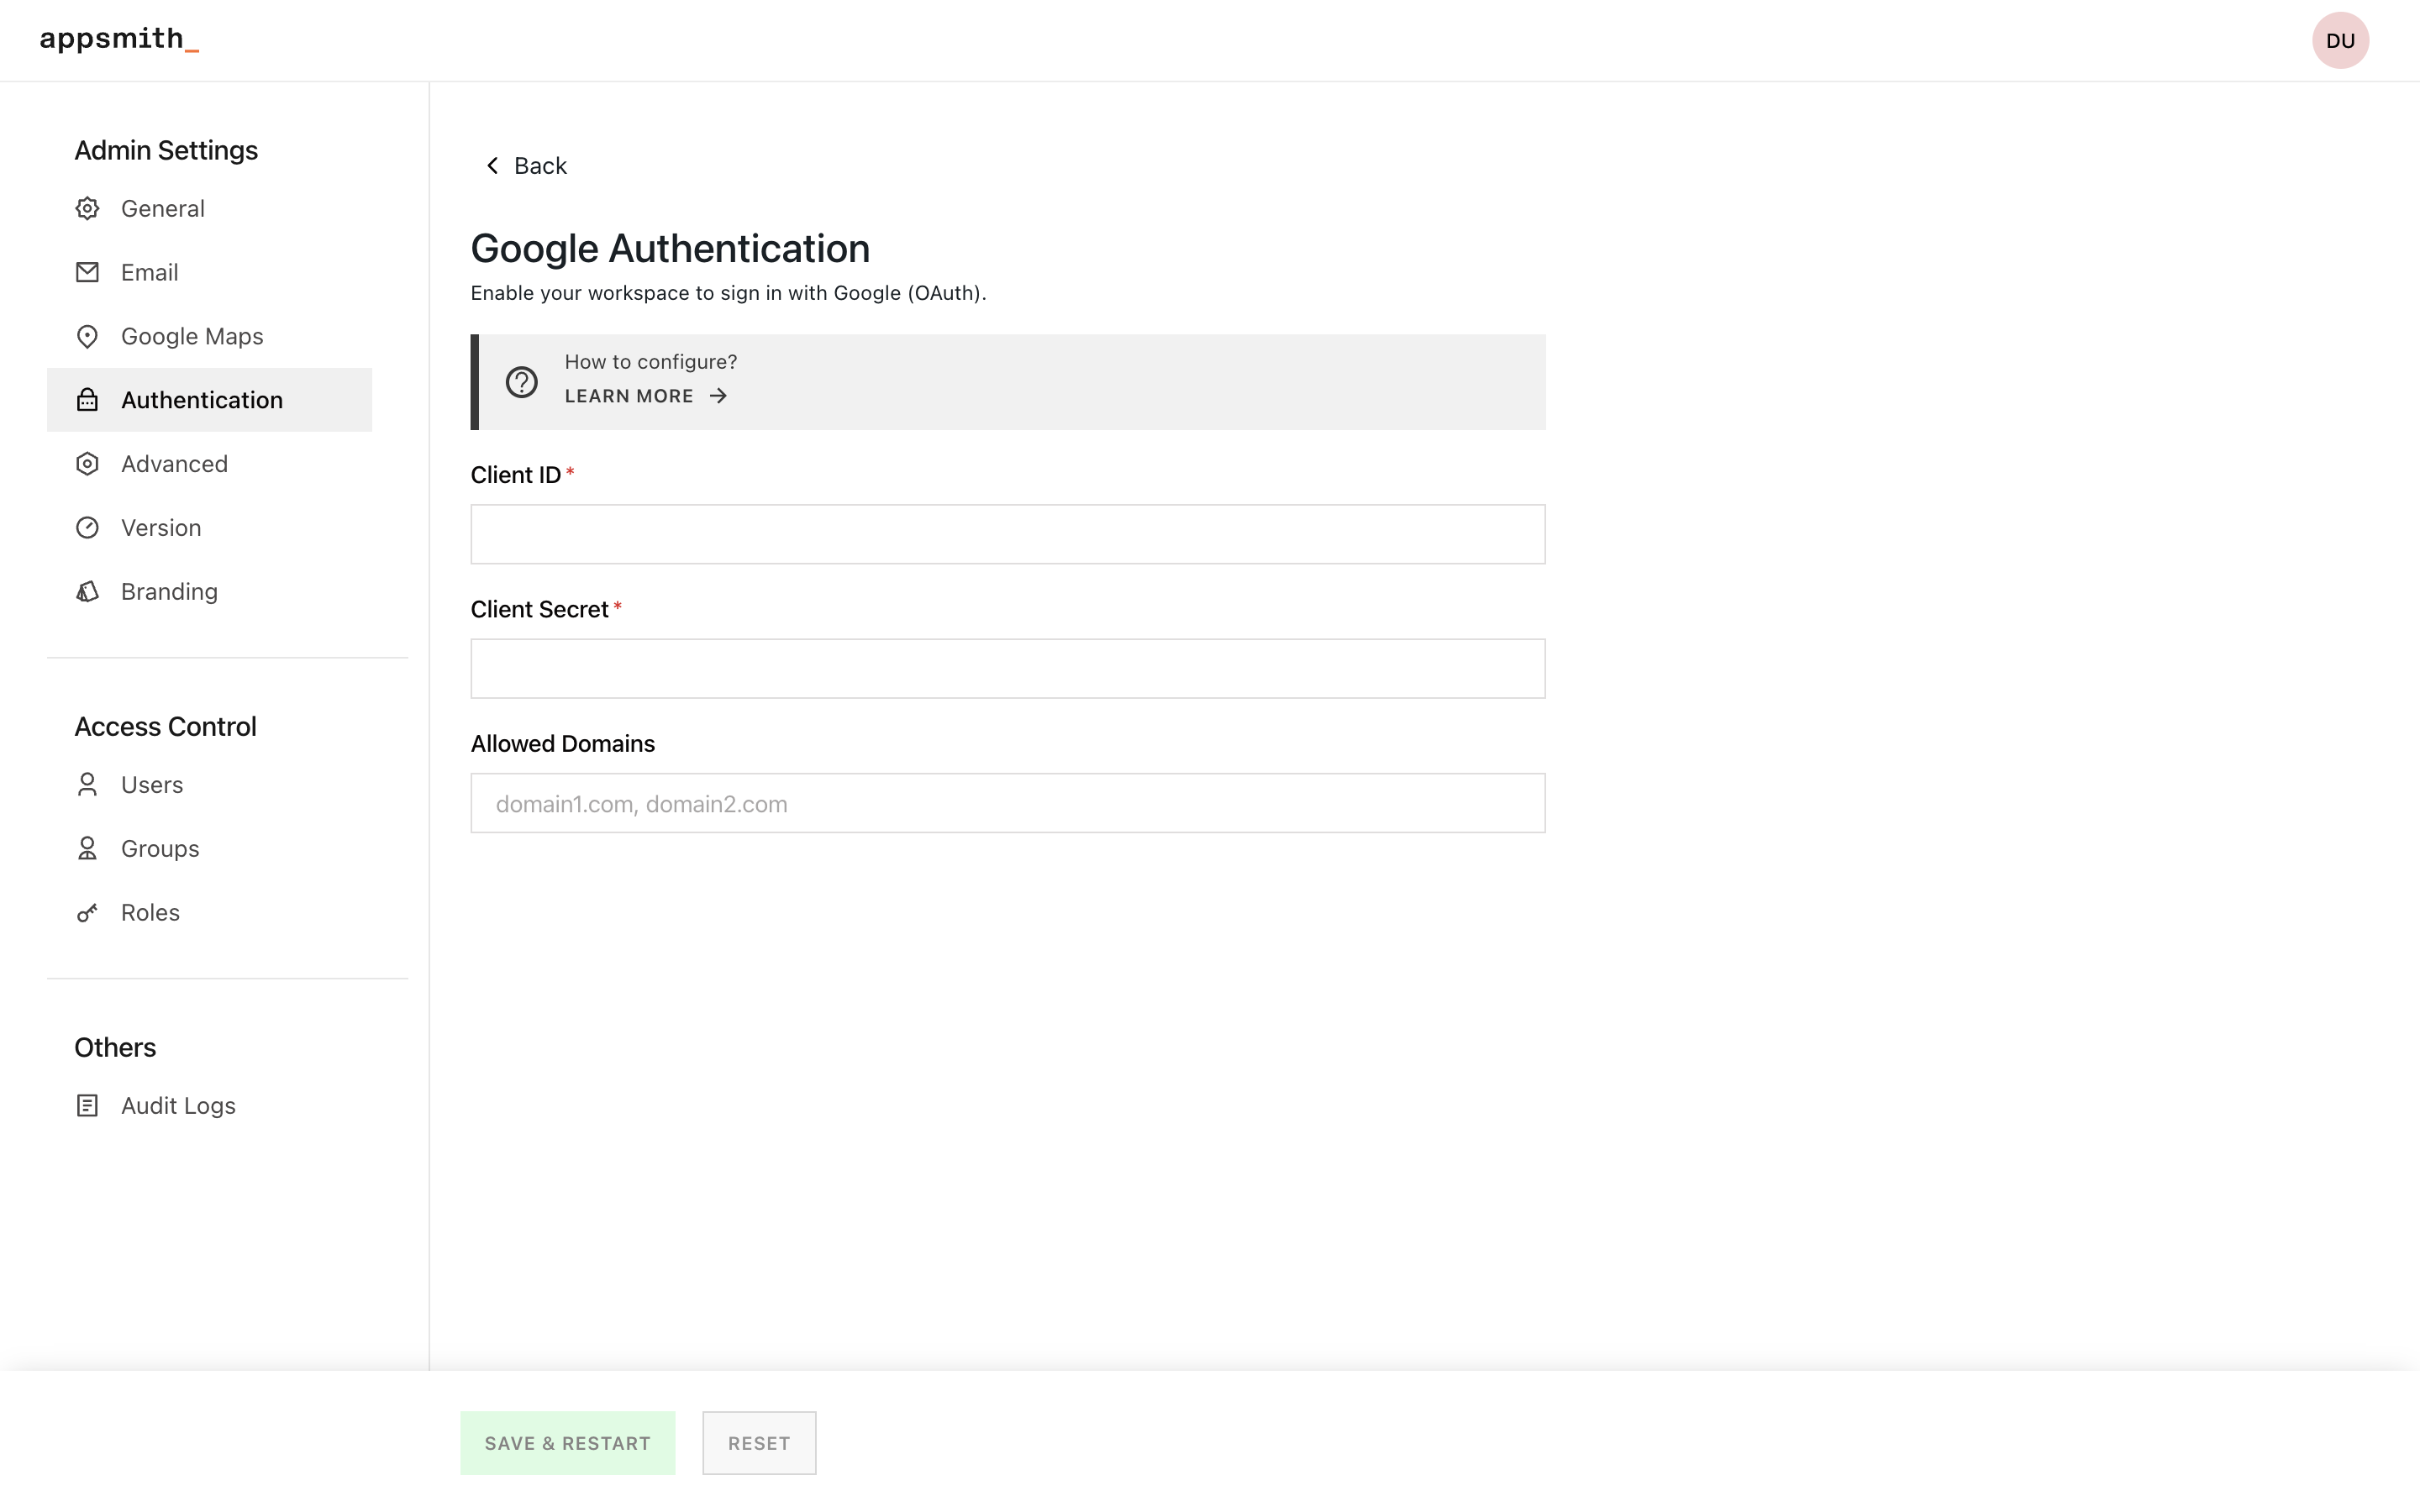 appsmith_
DU
Admin Settings
General
Email
Google Maps
Authentication
Advanced
Version
Branding
Access Control
Users
Groups
Roles
Others
Audit Logs
Back
Google Authentication
Enable your workspace to sign in with Google (OAuth).
How to configure?
LEARN MORE
Client ID *
Client Secret *
Allowed Domains
domain1.com, domain2.com
SAVE & RESTART
RESET